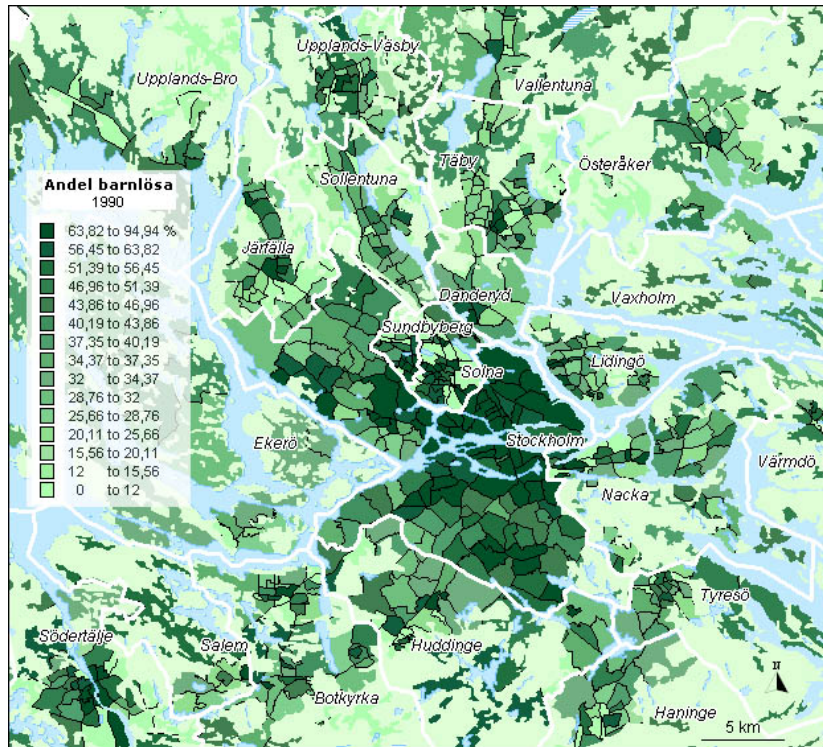 Upplands-Väsby
Upplands-Bro
Vallentuna
Täby
Österåker
Sollentuna
Andel barnlösa
1990
63,82 to 94,94 %
56,45 to 63,82
51,39 to 56,45
46,96 to 51,39
43,86 to 46,96
40,19 to 43,86
37,35 to 40,19
34,37 to 37,35
32 to 34,37
28,76 to 32
25,66 to 28,76
20,11 to 25,66
15,56 to 20,11
12 to 15,56
0 to 12
Järfälla
Danderyd
Vaxholm
Sundbyberg
Lidingö
Solna
Ekerö
Stockholm
Värmdö
Nacka
Tyresö
Södertälje
Salem
Huddinge
Botkyrka
Haninge
N
5 km